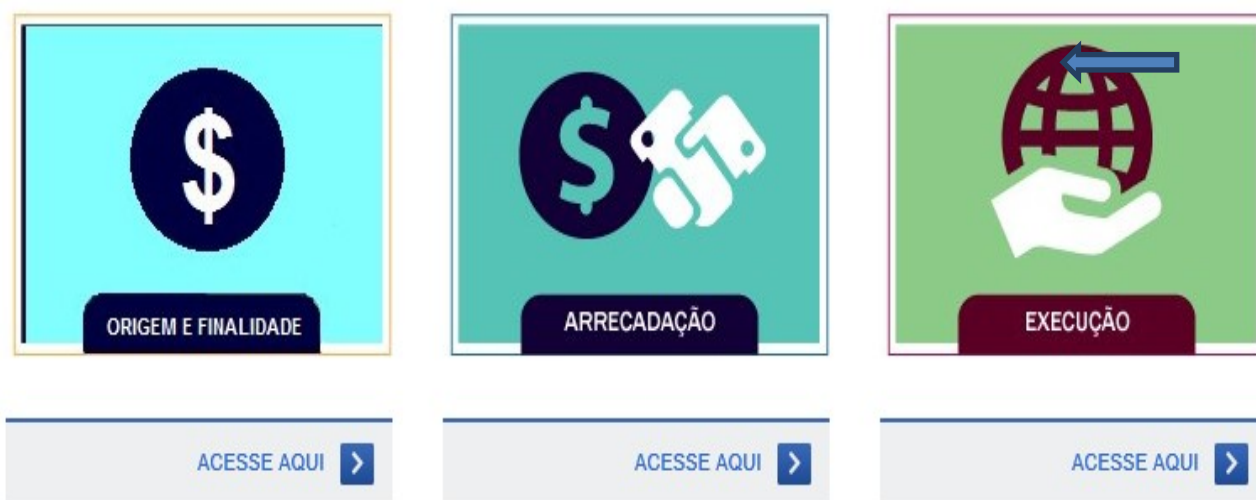 $
$
ORIGEM E FINALIDADE
ARRECADAÇÃO
EXECUÇÃO
ACESSE AQUI
ACESSE AQUI
ACESSE AQUI